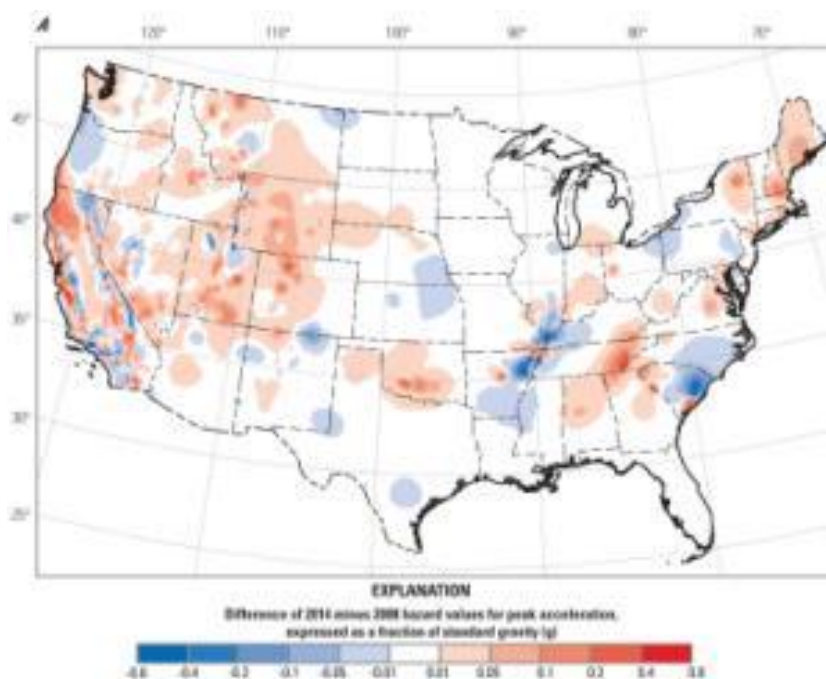 A
120° 110° 100° 90° 80° 70°
45°
40°
35°
30°
25°
EXPLANATION
Difference of 2014 minus 2008 hazard values for peak acceleration,
expressed as a fraction of standard gravity (g)
-0.4 -0.2 -0.1 -0.05 -0.01 0.01 0.05 0.1 0.2 0.4 0.8